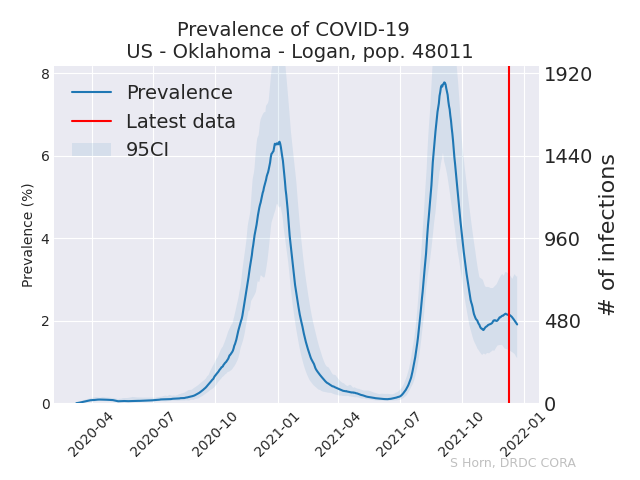 Prevalence of COVID-19
US - Oklahoma - Logan, pop. 48011
Prevalence
Latest data
95CI
Prevalence (%)
8
6
4
2
0
1920
1440
960
480
0
# of infections
2020-04
2020-07
2020-10
2021-01
2021-04
2021-07
2021-10
2022-01
S Horn, DRDC CORA